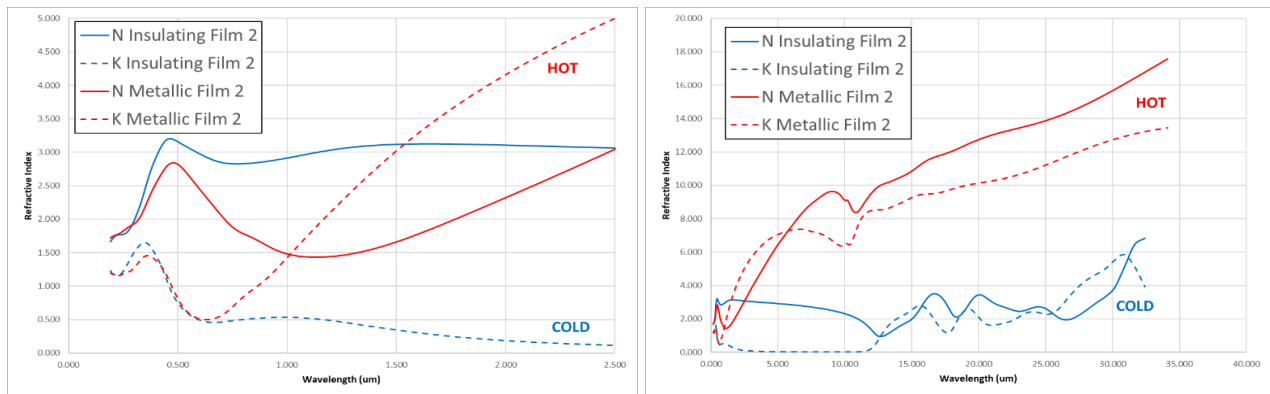 5.000
4.500
4.000
3.500
3.000
2.500
2.000
1.500
1.000
0.500
0.000
Refractive Index
N Insulating Film 2
K Insulating Film 2
N Metallic Film 2
K Metallic Film 2
HOT
COLD
0.000 0.500 1.000 1.500 2.000 2.500
Wavelength (um)
20.000
18.000
16.000
14.000
12.000
10.000
8.000
6.000
4.000
2.000
0.000
Refractive Index
N Insulating Film 2
K Insulating Film 2
N Metallic Film 2
K Metallic Film 2
HOT
COLD
0.000 5.000 10.000 15.000 20.000 25.000 30.000 35.000 40.000
Wavelength (um)